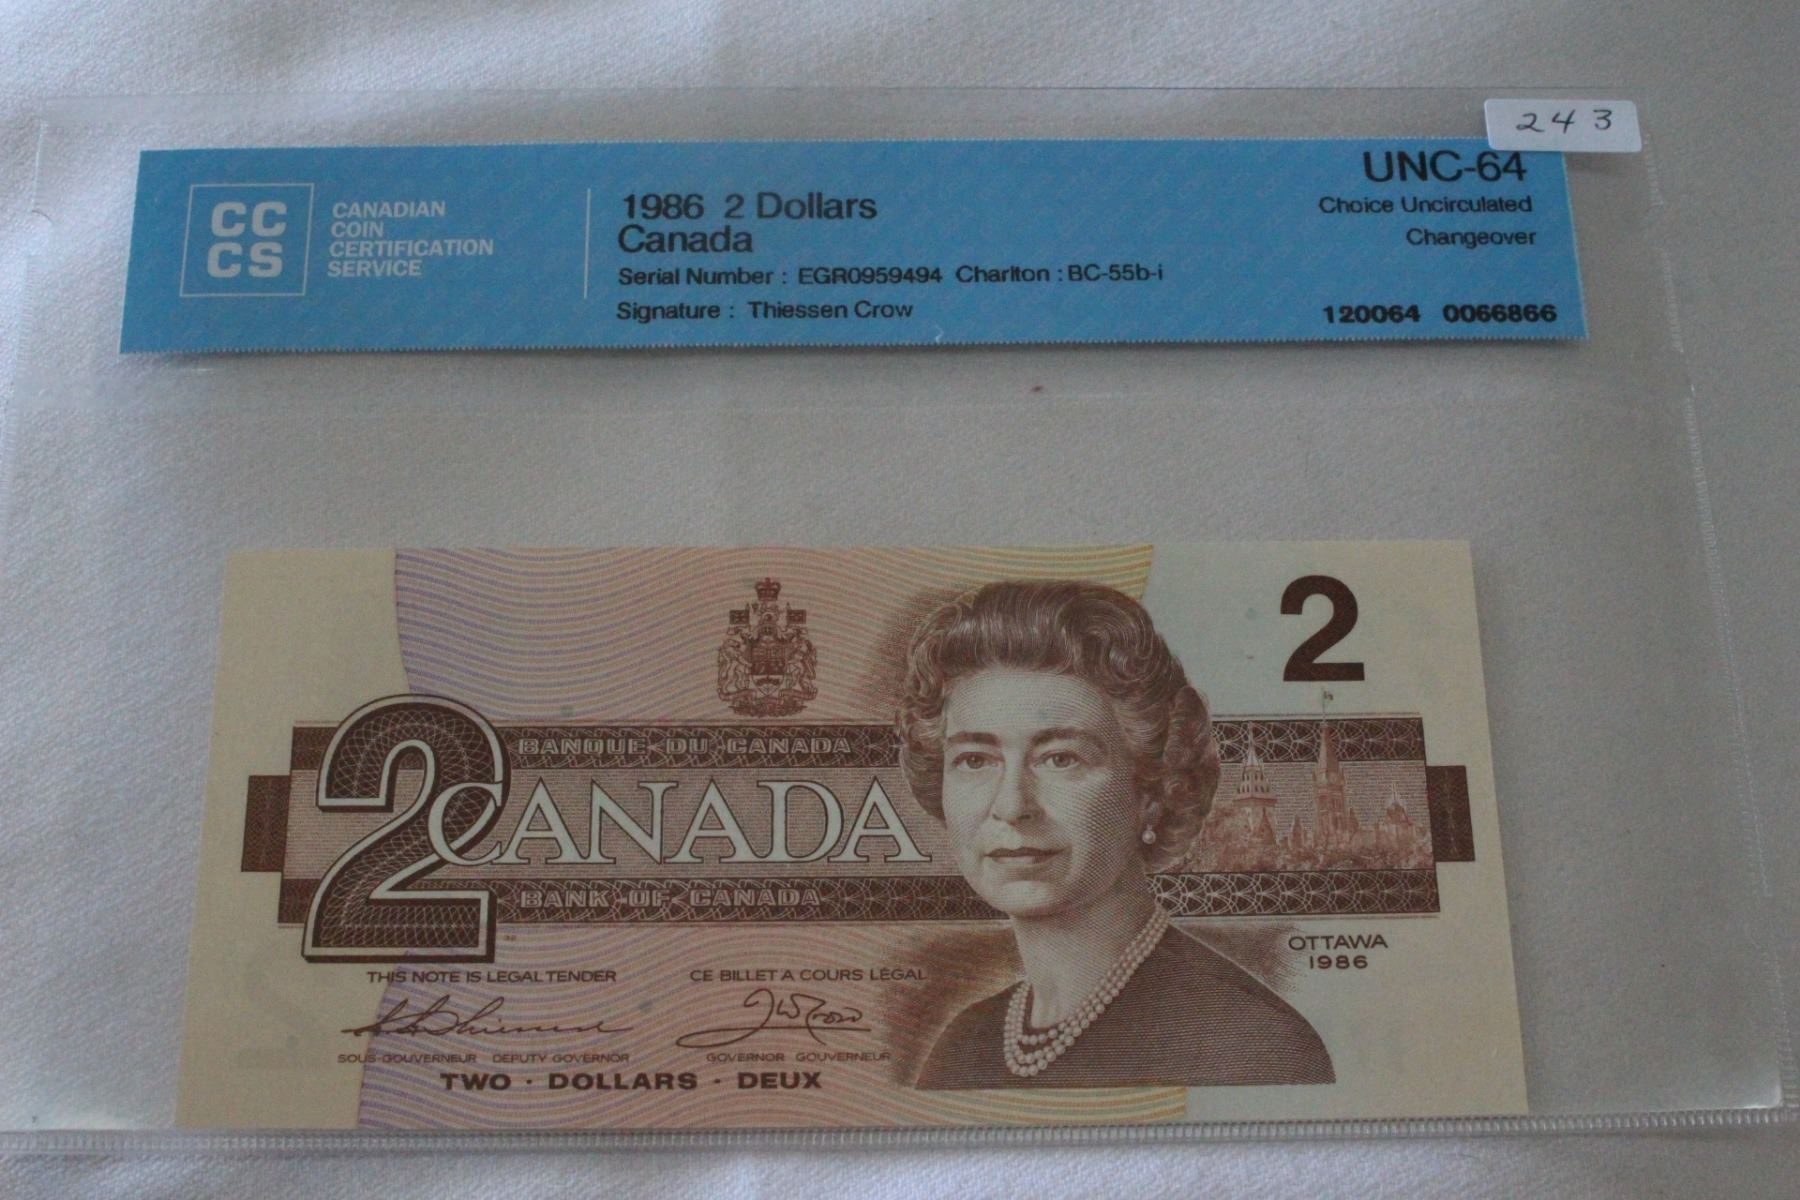 243
CC
CS
CANADIAN
COIN
CERTIFICATION
SERVICE
1986 2 Dollars
Canada
Serial Number : EGR0959494 Charlton : BC-55b-i
Signature : Thiessen Crow
UNC-64
Choice Uncirculated
Changeover
120064 0066866
2
BANQUE DU CANADA
2
CANADA
BANK OF CANADA
OTTAWA
1986
THIS NOTE IS LEGAL TENDER
CE BILLET A COURS LÉGAL
SOUS-GOUVERNEUR DEPUTY GOVERNOR
GOVERNOR GOUVERNEUR
TWO · DOLLARS · DEUX